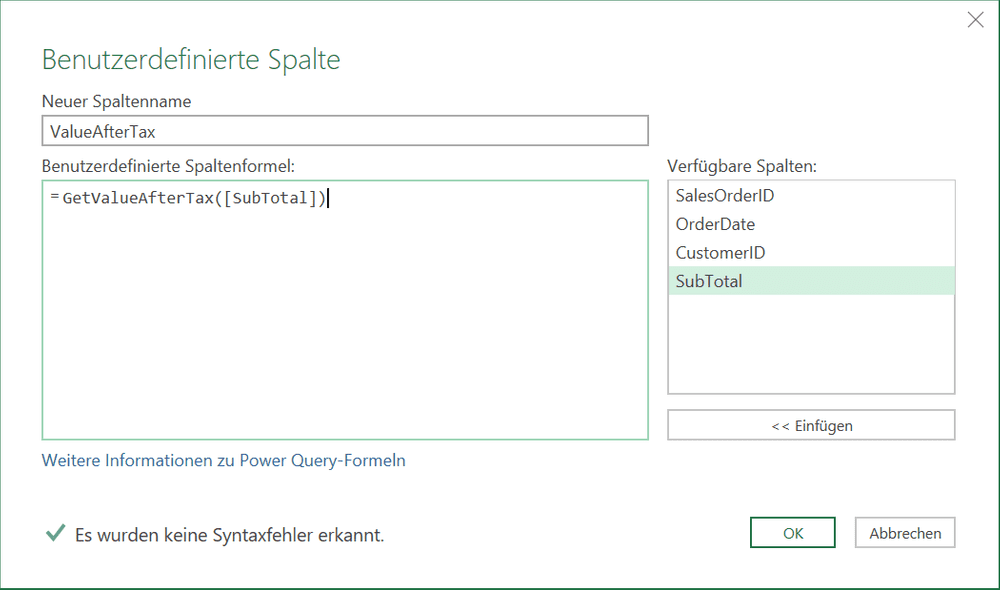 Benutzerdefinierte Spalte
Neuer Spaltenname
ValueAfterTax
Benutzerdefinierte Spaltenformel:
=GetValueAfterTax([SubTotal])
Verfügbare Spalten:
SalesOrderID
OrderDate
CustomerID
SubTotal
<< Einfügen
Weitere Informationen zu Power Query-Formeln
Es wurden keine Syntaxfehler erkannt.
OK
Abbrechen